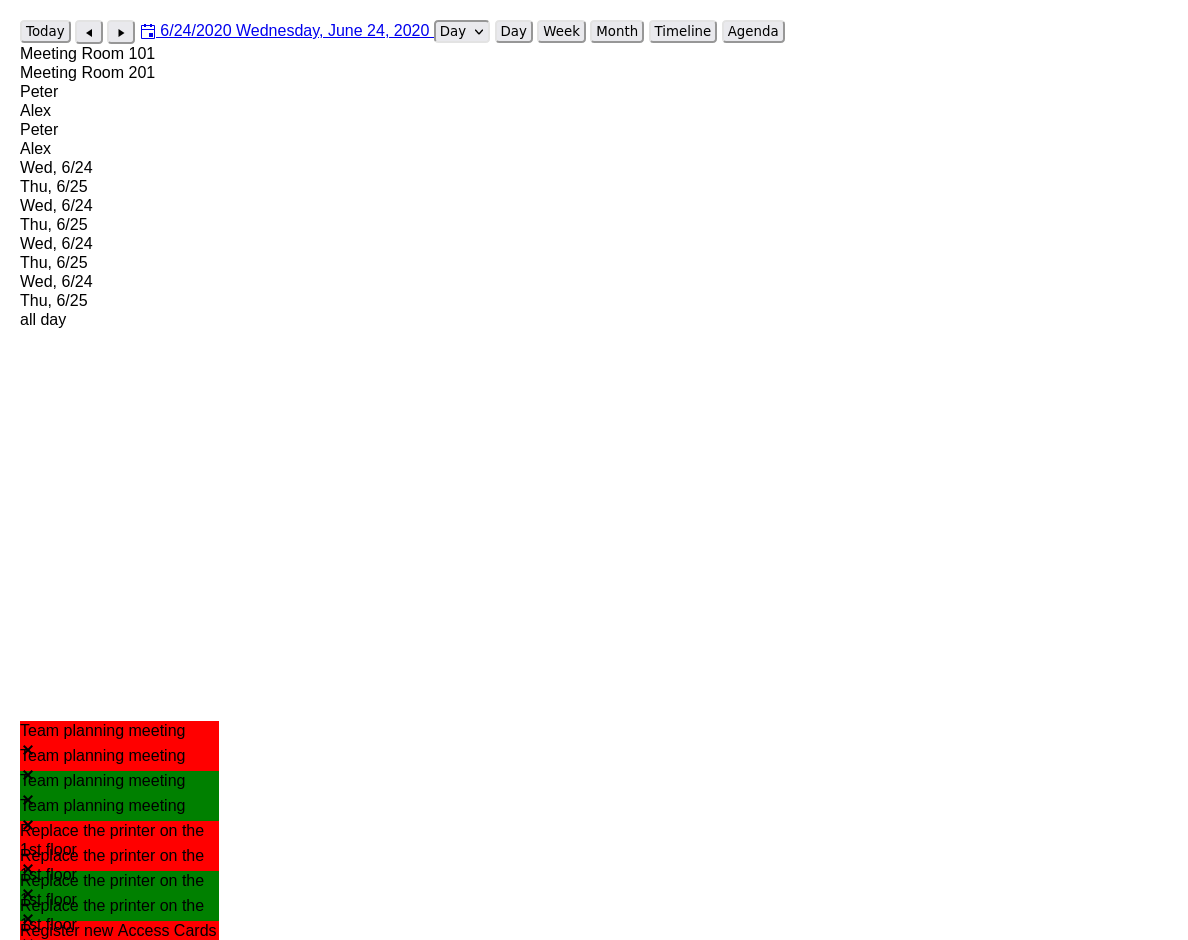 Today 6/24/2020 Wednesday, June 24, 2020 Day Day Week Month Timeline Agenda
Meeting Room 101
Meeting Room 201
Peter
Alex
Peter
Alex
Wed, 6/24
Thu, 6/25
Wed, 6/24
Thu, 6/25
Wed, 6/24
Thu, 6/25
Wed, 6/24
Thu, 6/25
all day
Team planning meeting
Team planning meeting
Team planning meeting
Team planning meeting
Replace the printer on the
1st floor
Replace the printer on the
1st floor
Replace the printer on the
1st floor
Replace the printer on the
1st floor
Register new Access Cards